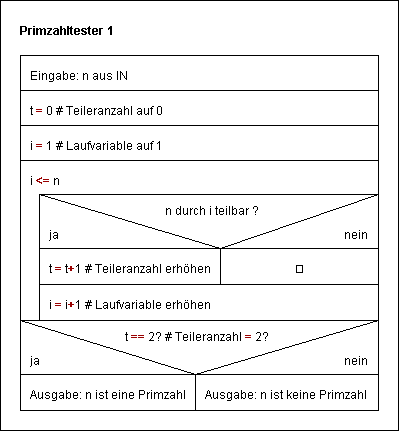 Primzahltester 1
Eingabe: n aus IN
t = 0 # Teileranzahl auf 0
i = 1 # Laufvariable auf 1
i <= n
n durch i teilbar ?
ja nein
t = t+1 # Teileranzahl erhöhen
i = i+1 # Laufvariable erhöhen
t == 2? # Teileranzahl = 2?
ja nein
Ausgabe: n ist eine Primzahl Ausgabe: n ist keine Primzahl